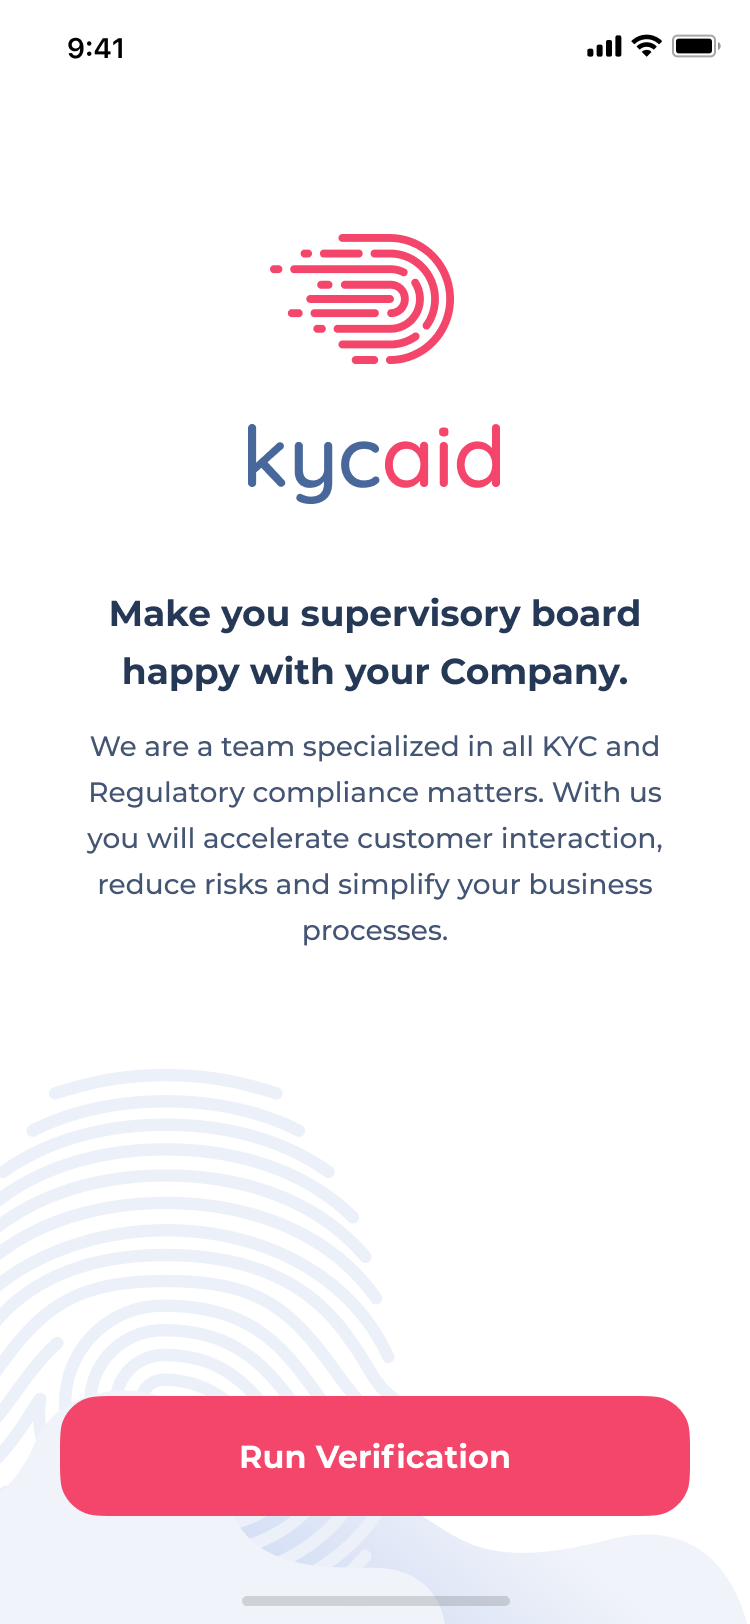 9:41
kycaid
Make you supervisory board
happy with your Company.
We are a team specialized in all KYC and
Regulatory compliance matters. With us
you will accelerate customer interaction,
reduce risks and simplify your business
processes.
Run Verification